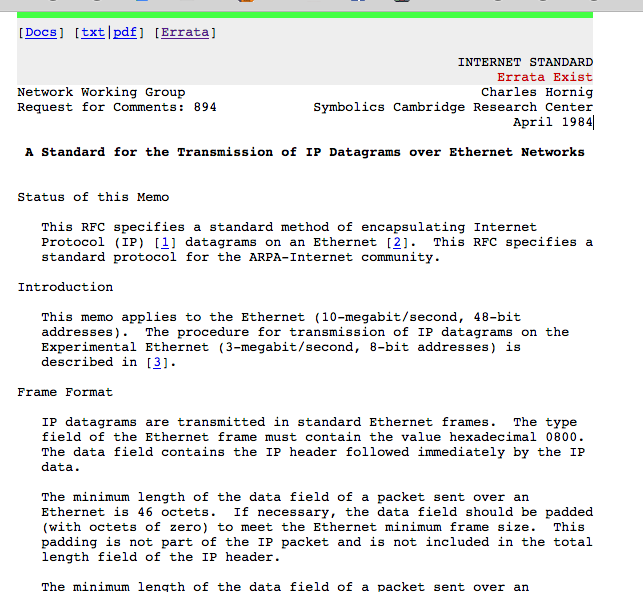 [Docs] [txt|pdf] [Errata]
INTERNET STANDARD
Errata Exist
Network Working Group Charles Hornig
Request for Comments: 894 Symbolics Cambridge Research Center
April 1984
A Standard for the Transmission of IP Datagrams over Ethernet Networks
Status of this Memo
This RFC specifies a standard method of encapsulating Internet
Protocol (IP) [1] datagrams on an Ethernet [2]. This RFC specifies a
standard protocol for the ARPA-Internet community.
Introduction
This memo applies to the Ethernet (10-megabit/second, 48-bit
addresses). The procedure for transmission of IP datagrams on the
Experimental Ethernet (3-megabit/second, 8-bit addresses) is
described in [3].
Frame Format
IP datagrams are transmitted in standard Ethernet frames. The type
field of the Ethernet frame must contain the value hexadecimal 0800.
The data field contains the IP header followed immediately by the IP
data.
The minimum length of the data field of a packet sent over an
Ethernet is 46 octets. If necessary, the data field should be padded
(with octets of zero) to meet the Ethernet minimum frame size. This
padding is not part of the IP packet and is not included in the total
length field of the IP header.
The minimum length of the data field of a packet sent over an